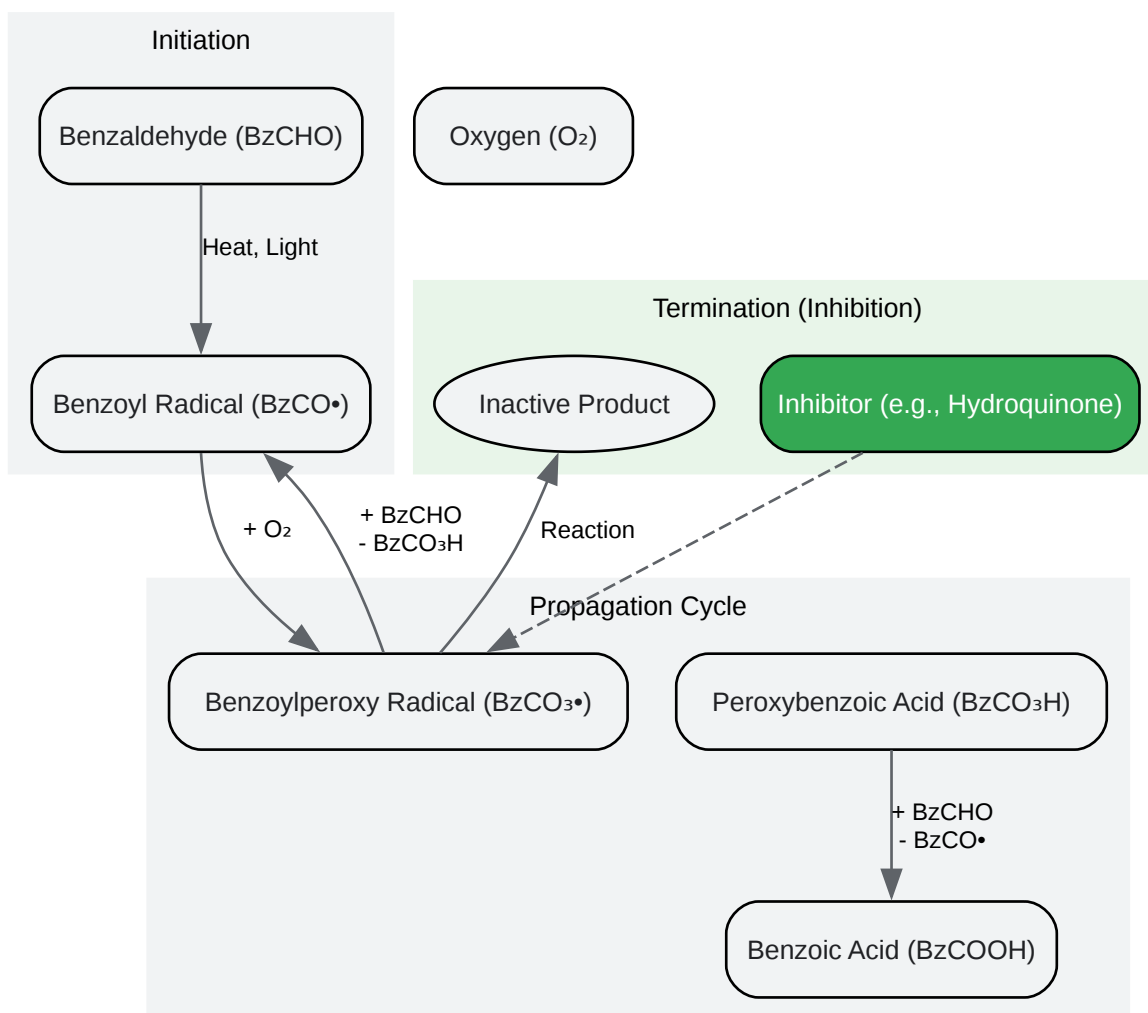 Initiation
Benzaldehyde (BzCHO)
Oxygen (O₂)
Heat, Light
Termination (Inhibition)
Benzoyl Radical (BzCO•)
Inactive Product
Inhibitor (e.g., Hydroquinone)
+ O₂
+ BzCHO
- BzCO₃H
Reaction
Propagation Cycle
Benzoylperoxy Radical (BzCO₃•)
Peroxybenzoic Acid (BzCO₃H)
+ BzCHO
- BzCO•
Benzoic Acid (BzCOOH)